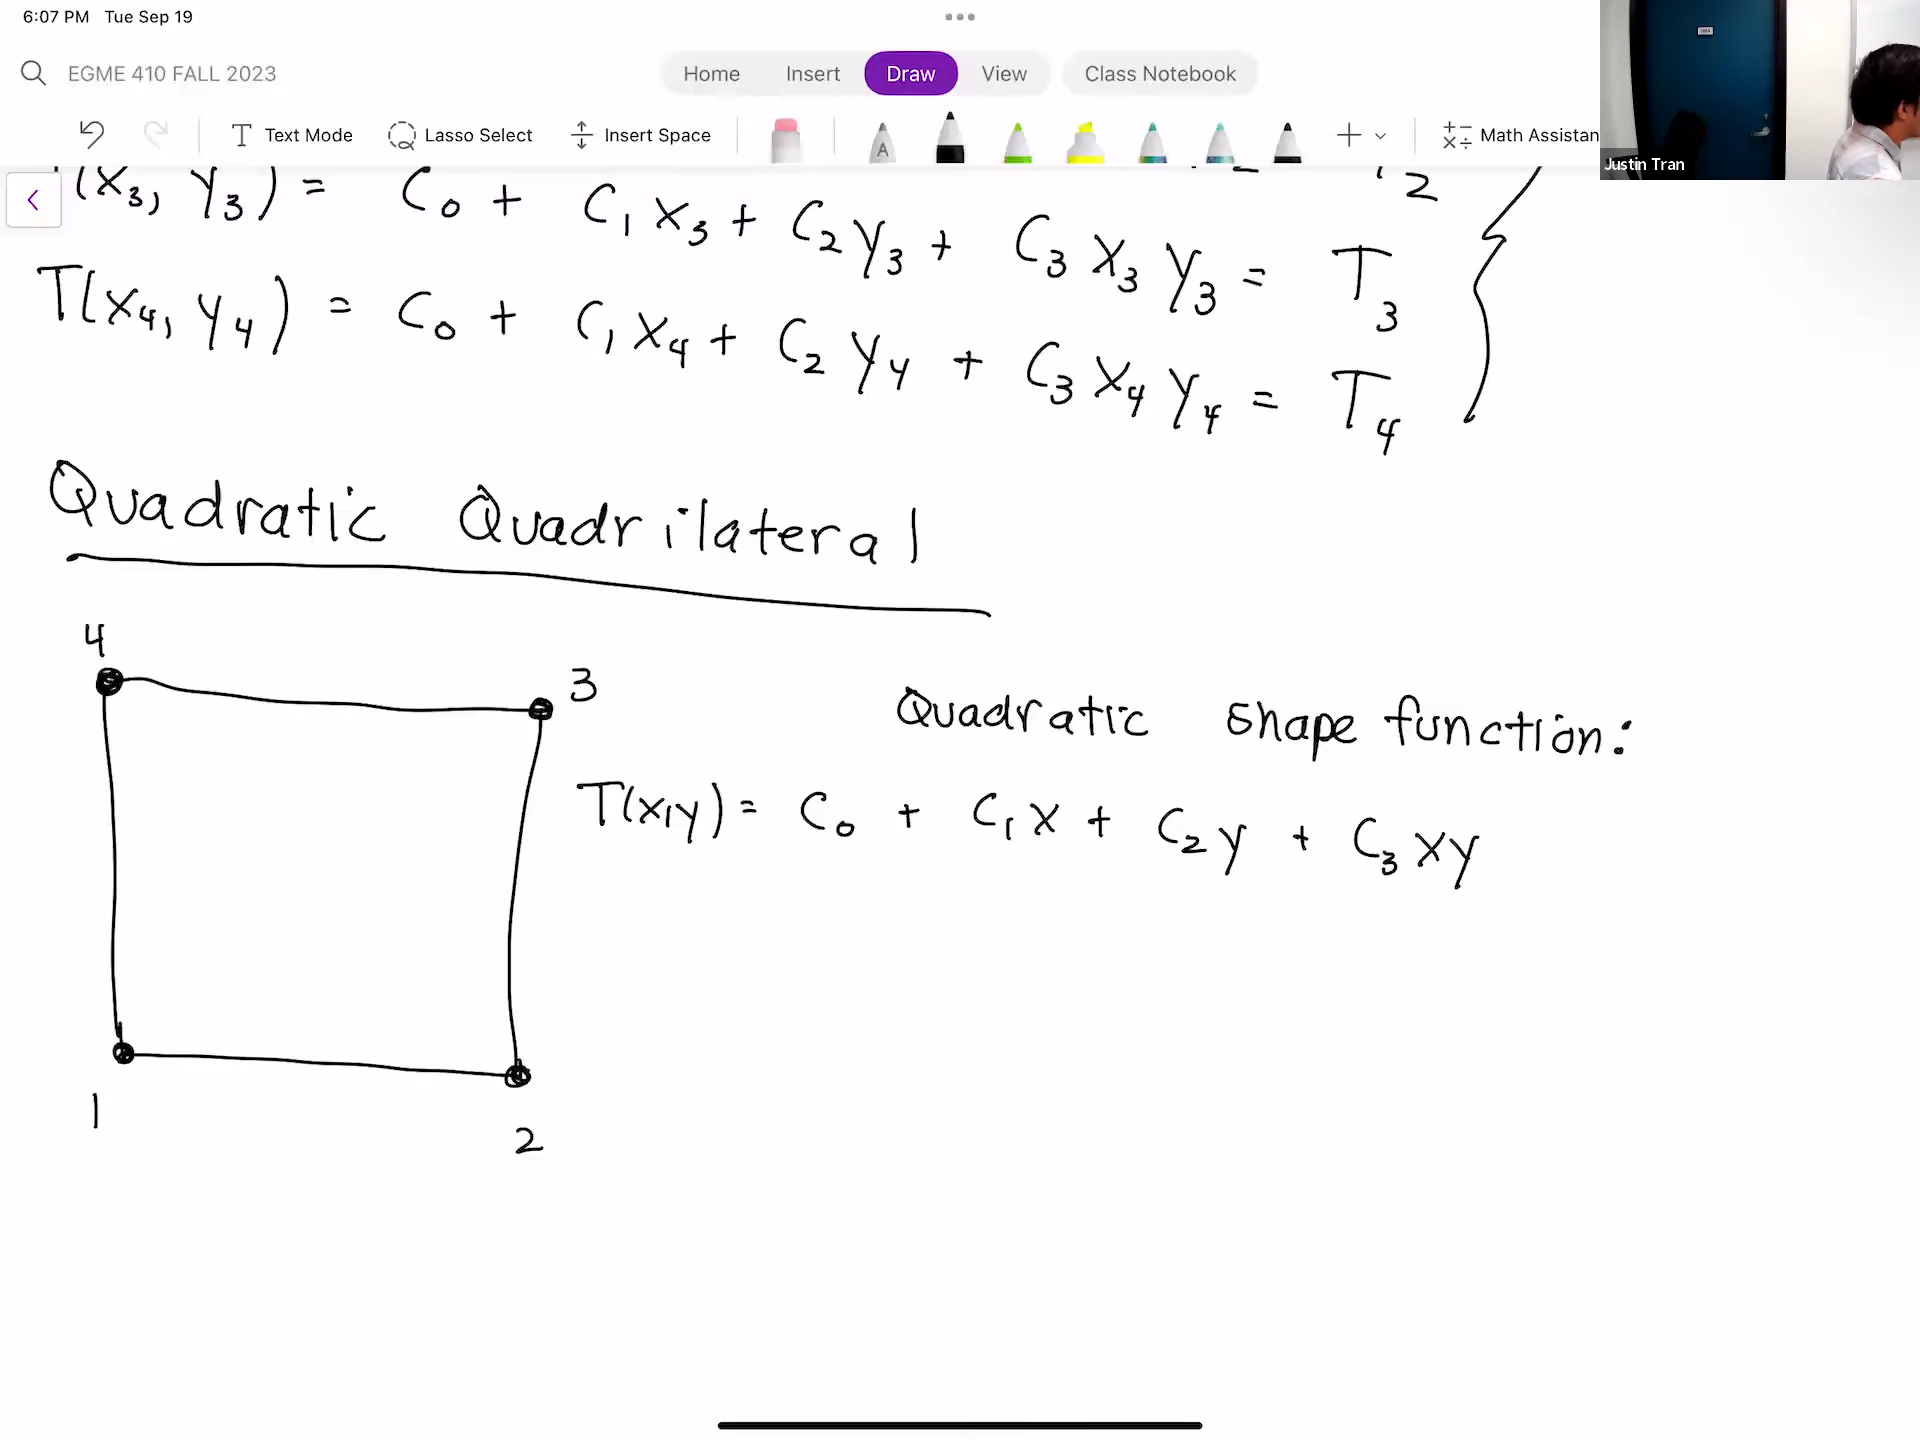 6:07 PM Tue Sep 19
EGME 410 FALL 2023
Home Insert Draw View Class Notebook
Text Mode Lasso Select Insert Space A Math Assistan
Justin Tran
T(x₃, y₃) = C₀ + C₁ x₃ + C₂ y₃ + C₃ x₃ y₃ = T₃
T(x₄, y₄) = C₀ + C₁ x₄ + C₂ y₄ + C₃ x₄ y₄ = T₄
Quadratic Quadrilateral
4
3
Quadratic shape function:
T(x,y) = C₀ + C₁ x + C₂ y + C₃ xy
1
2